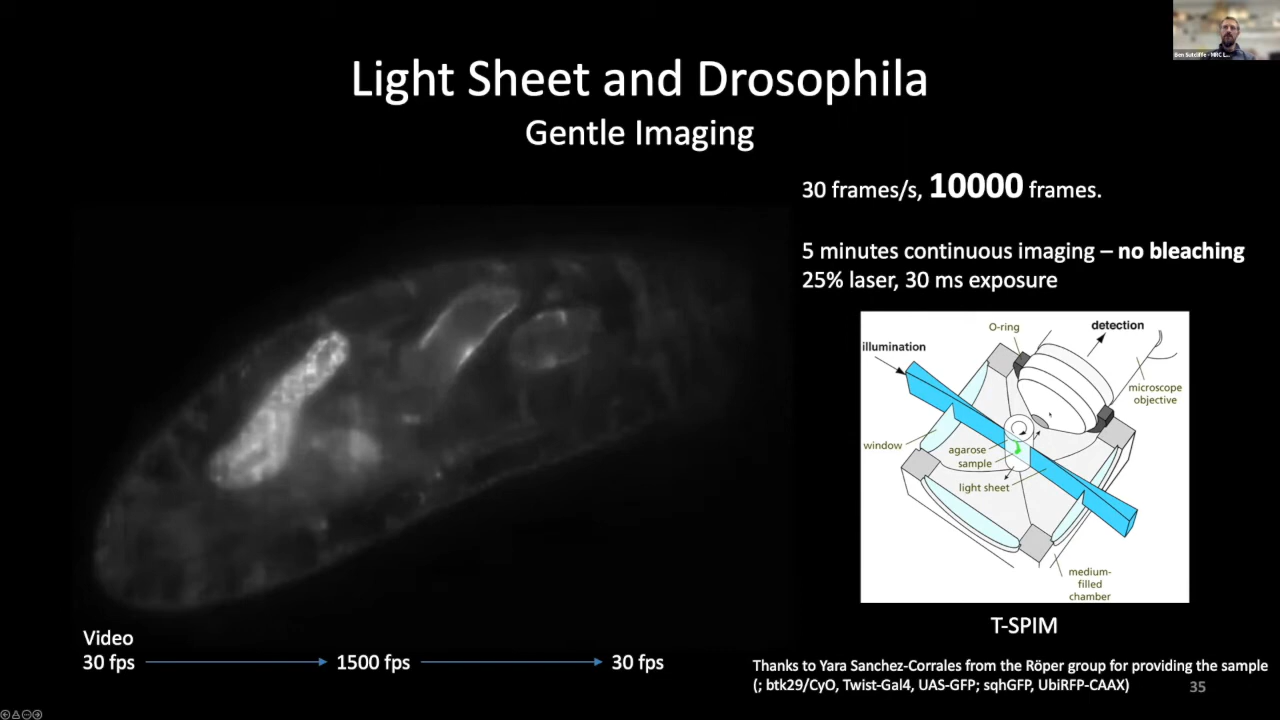 Ben Sutcliffe - MRC L...
Light Sheet and Drosophila
Gentle Imaging
30 frames/s, 10000 frames.
5 minutes continuous imaging – no bleaching
25% laser, 30 ms exposure
O-ring
detection
illumination
microscope
objective
window
agarose
sample
light sheet
medium-
filled
chamber
T-SPIM
Video
30 fps
1500 fps
30 fps
Thanks to Yara Sanchez-Corrales from the Röper group for providing the sample
(; btk29/CyO, Twist-Gal4, UAS-GFP; sqhGFP, UbiRFP-CAAX)
35